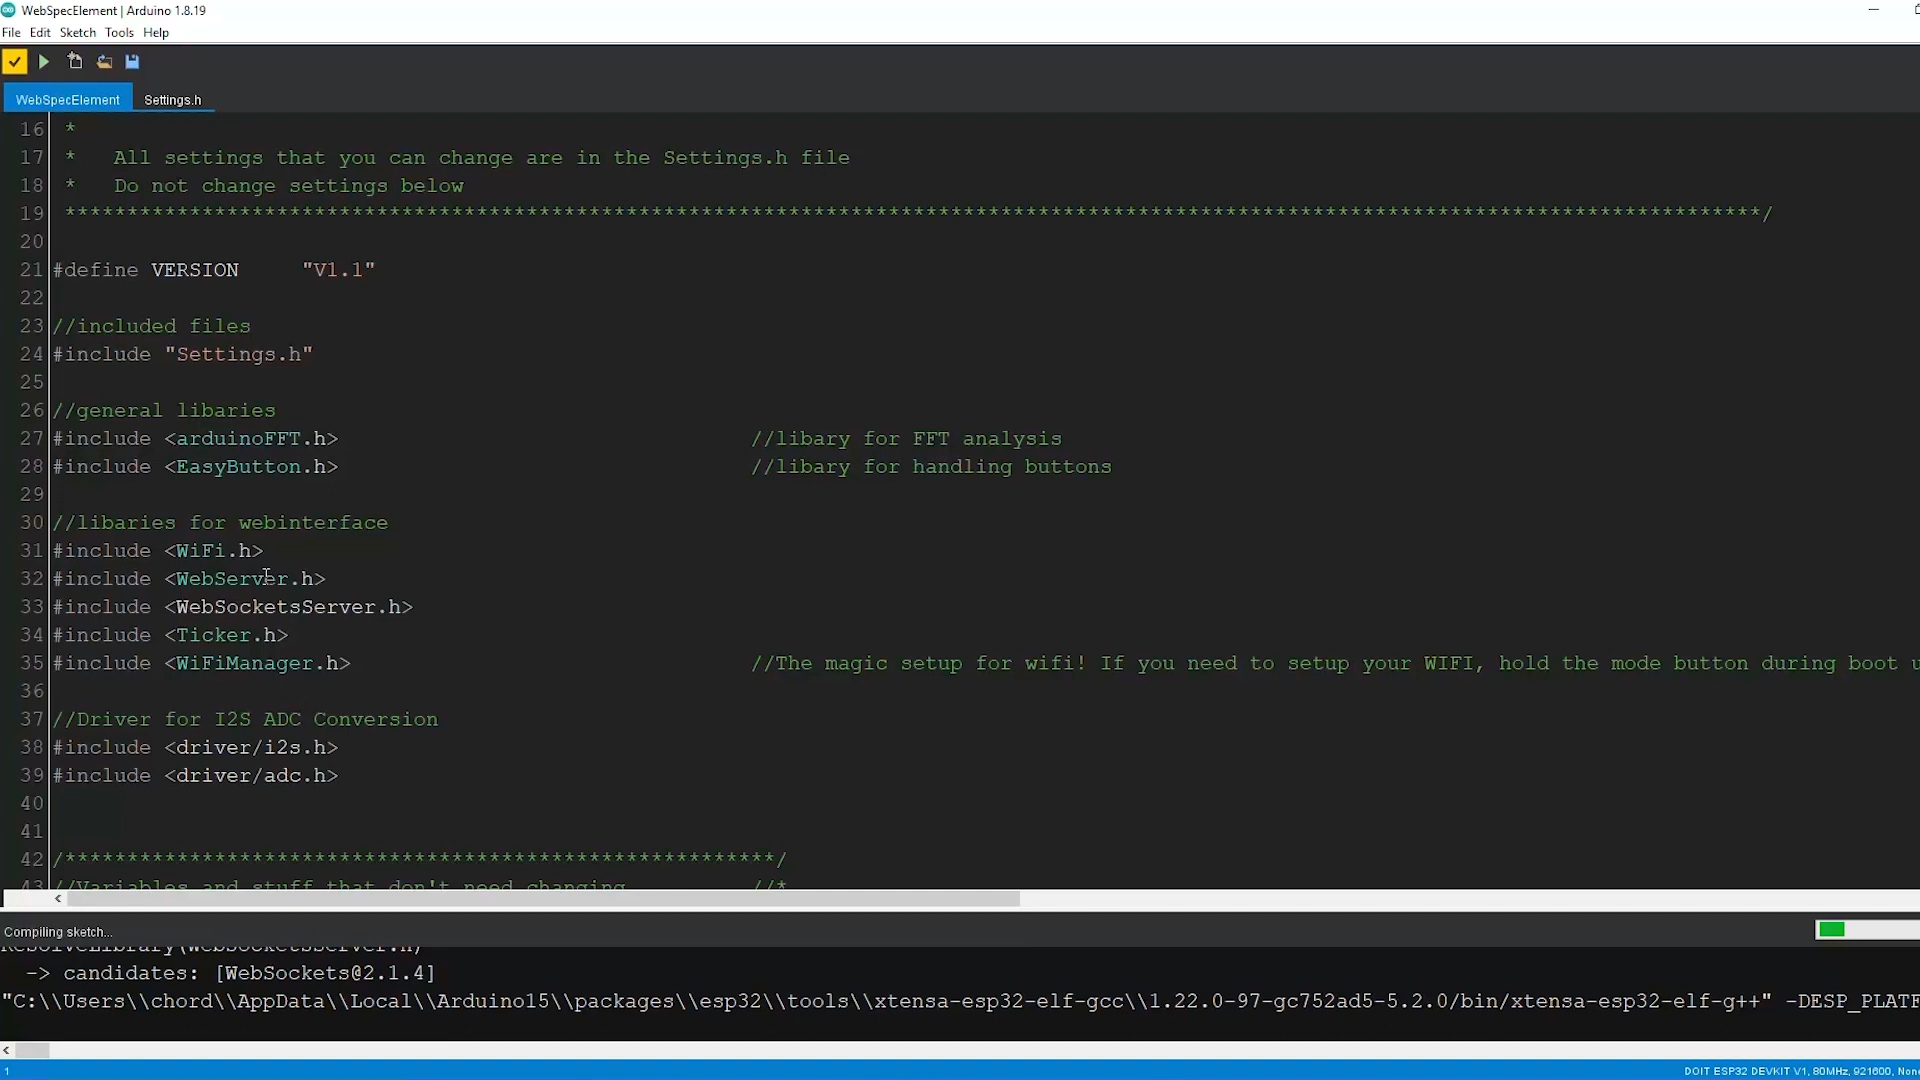 WebSpecElement | Arduino 1.8.19
File Edit Sketch Tools Help
WebSpecElement Settings.h
16 *
17 * All settings that you can change are in the Settings.h file
18 * Do not change settings below
19 ****************************************************************************************************************************************/
20
21 #define VERSION "V1.1"
22
23 //included files
24 #include "Settings.h"
25
26 //general libaries
27 #include <arduinoFFT.h> //libary for FFT analysis
28 #include <EasyButton.h> //libary for handling buttons
29
30 //libaries for webinterface
31 #include <WiFi.h>
32 #include <WebServer.h>
33 #include <WebSocketsServer.h>
34 #include <Ticker.h>
35 #include <WiFiManager.h> //The magic setup for wifi! If you need to setup your WIFI, hold the mode button during boot u
36
37 //Driver for I2S ADC Conversion
38 #include <driver/i2s.h>
39 #include <driver/adc.h>
40
41
42 /*********************************************************/
43 //Variables and stuff that don't need changing //*
Compiling sketch...
ResolveLibrary(WebSocketsServer.h)
-> candidates: [WebSockets@2.1.4]
"C:\\Users\\chord\\AppData\\Local\\Arduino15\\packages\\esp32\\tools\\xtensa-esp32-elf-gcc\\1.22.0-97-gc752ad5-5.2.0/bin/xtensa-esp32-elf-g++" -DESP_PLATF
1 DOIT ESP32 DEVKIT V1, 80MHz, 921600, None